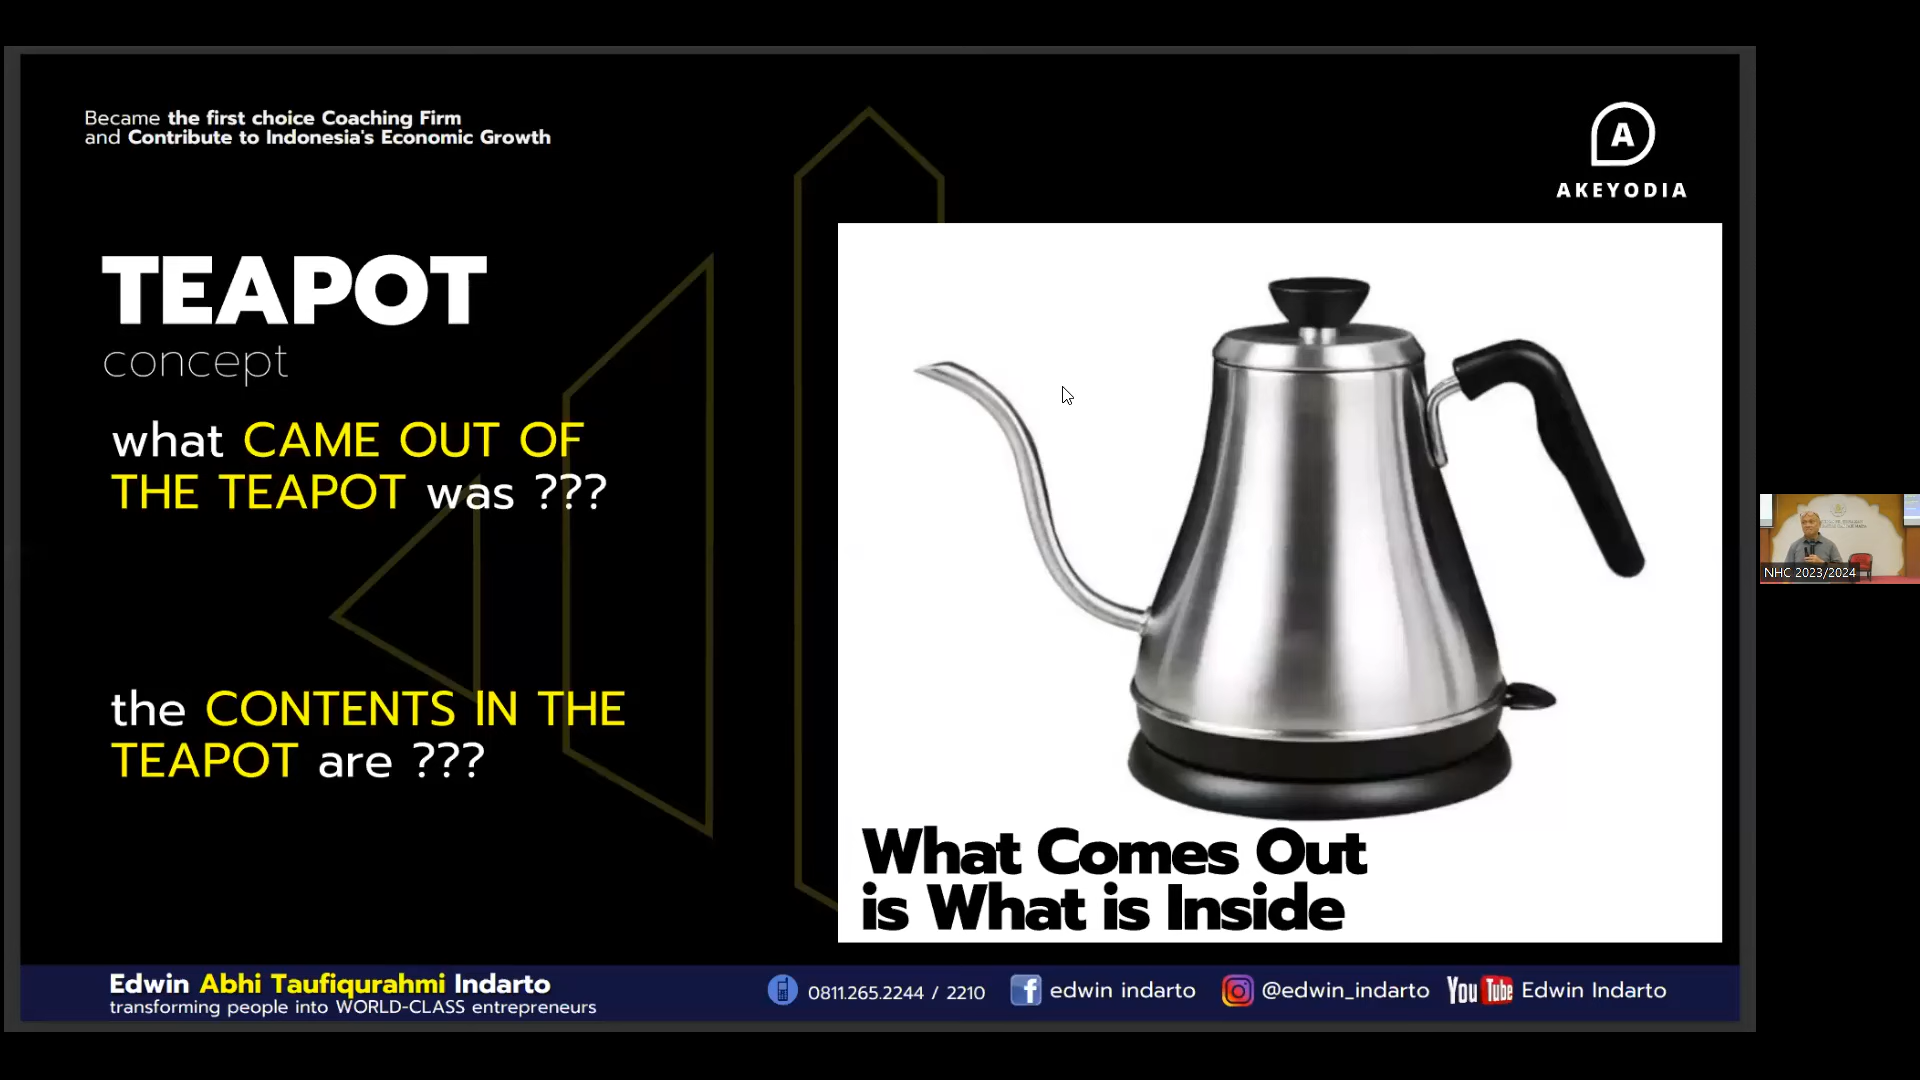 Became the first choice Coaching Firm
and Contribute to Indonesia's Economic Growth
A
AKEYODIA
TEAPOT
concept
what CAME OUT OF
THE TEAPOT was ???
the CONTENTS IN THE
TEAPOT are ???
What Comes Out
is What is Inside
NHC 2023/2024
Edwin Abhi Taufiqurahmi Indarto
transforming people into WORLD-CLASS entrepreneurs
0811.265.2244 / 2210
f edwin indarto
@edwin_indarto
You Tube Edwin Indarto